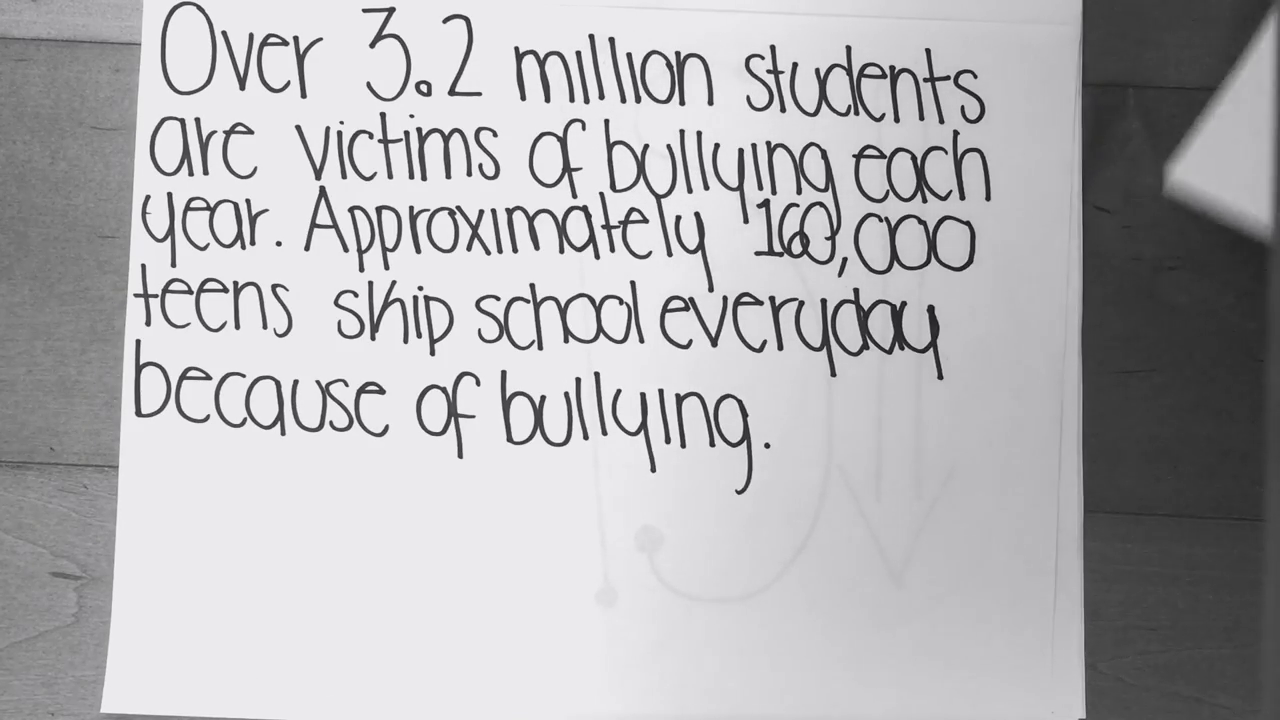 Over 3.2 million students
are victims of bullying each
year. Approximately 160,000
teens skip school everyday
because of bullying.